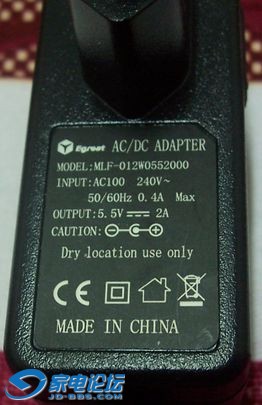 Egreat AC/DC ADAPTER
MODEL:MLF-012W0552000
INPUT:AC100 240V~
50/60Hz 0.4A Max
OUTPUT:5.5V⎓2A
CAUTION:
Dry location use only
CE
MADE IN CHINA
家电论坛
JD-BBS.COM